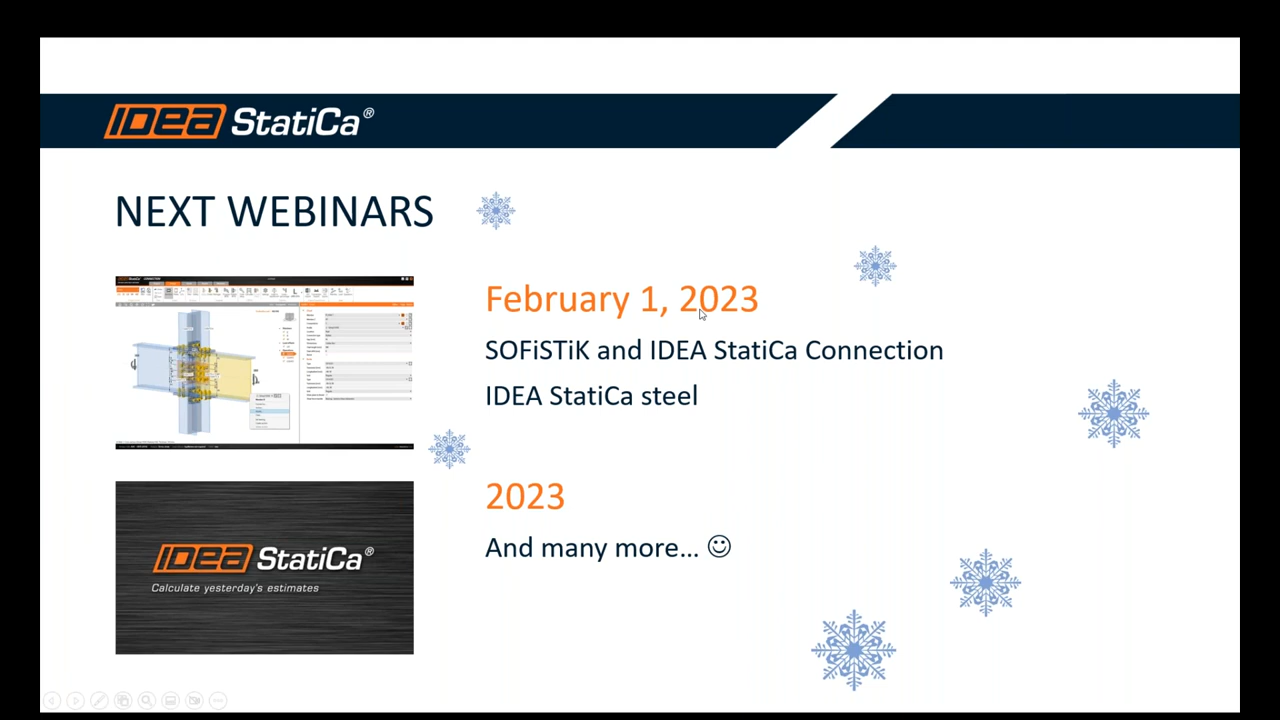 IDEA StatiCa®
NEXT WEBINARS
February 1, 2023
SOFiSTiK and IDEA StatiCa Connection
IDEA StatiCa steel
2023
And many more... ☺
IDEA StatiCa®
Calculate yesterday's estimates